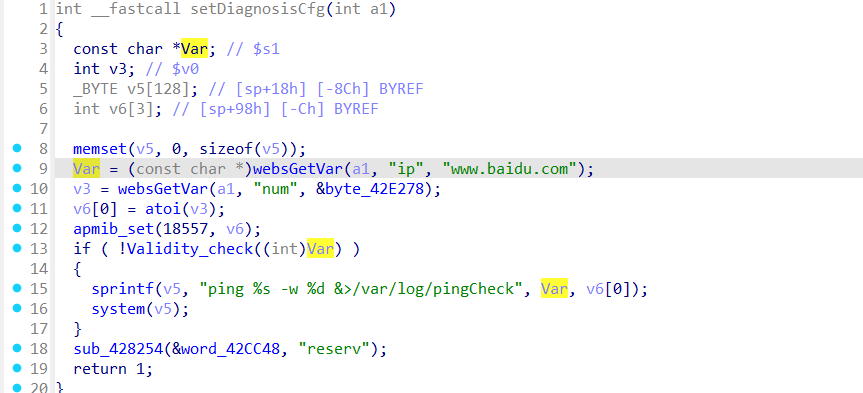 1 int __fastcall setDiagnosisCfg(int a1)
2 {
3   const char *Var; // $s1
4   int v3; // $v0
5   _BYTE v5[128]; // [sp+18h] [-8Ch] BYREF
6   int v6[3]; // [sp+98h] [-Ch] BYREF
7
8   memset(v5, 0, sizeof(v5));
9   Var = (const char *)websGetVar(a1, "ip", "www.baidu.com");
10   v3 = websGetVar(a1, "num", &byte_42E278);
11   v6[0] = atoi(v3);
12   apmib_set(18557, v6);
13   if ( !Validity_check((int)Var) )
14   {
15     sprintf(v5, "ping %s -w %d &>/var/log/pingCheck", Var, v6[0]);
16     system(v5);
17   }
18   sub_428254(&word_42CC48, "reserv");
19   return 1;
20 }